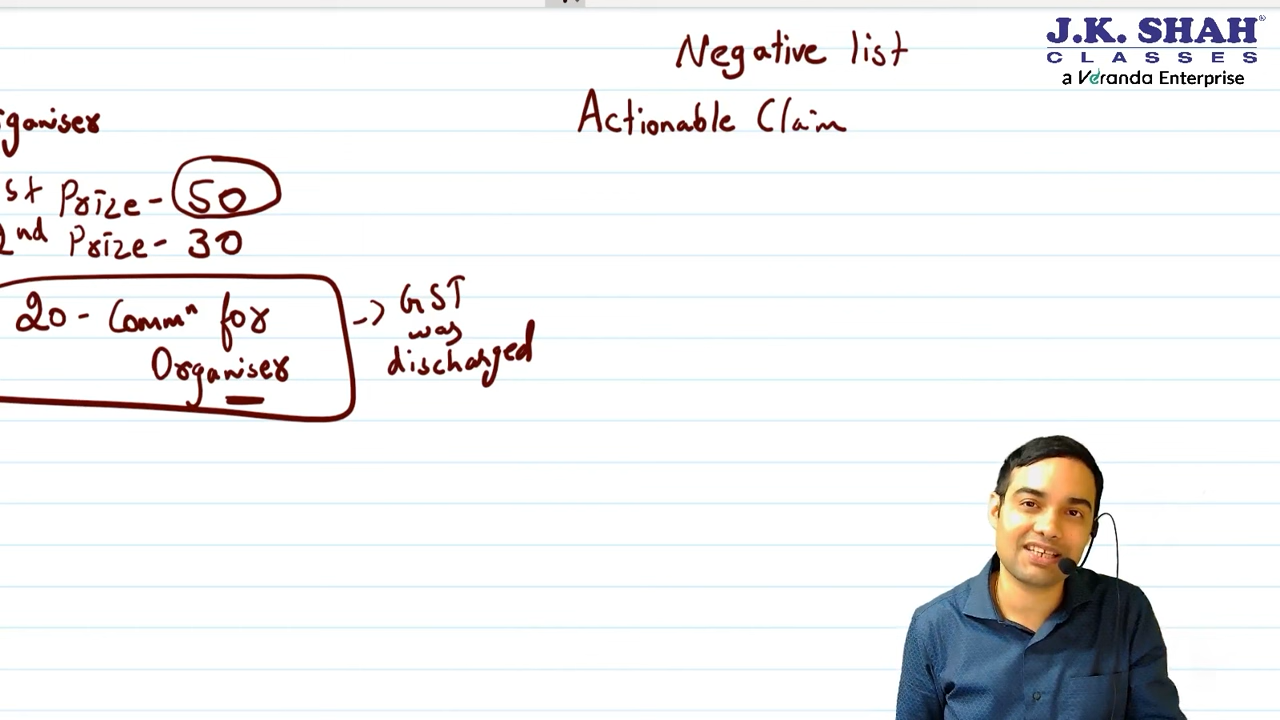 Negative list
J.K. SHAH®
CLASSES
a Veranda Enterprise
Actionable Claim
ganiser
st Prize - 50
2nd Prize - 30
20 - Commn for
Organiser
-> GST
was
discharged